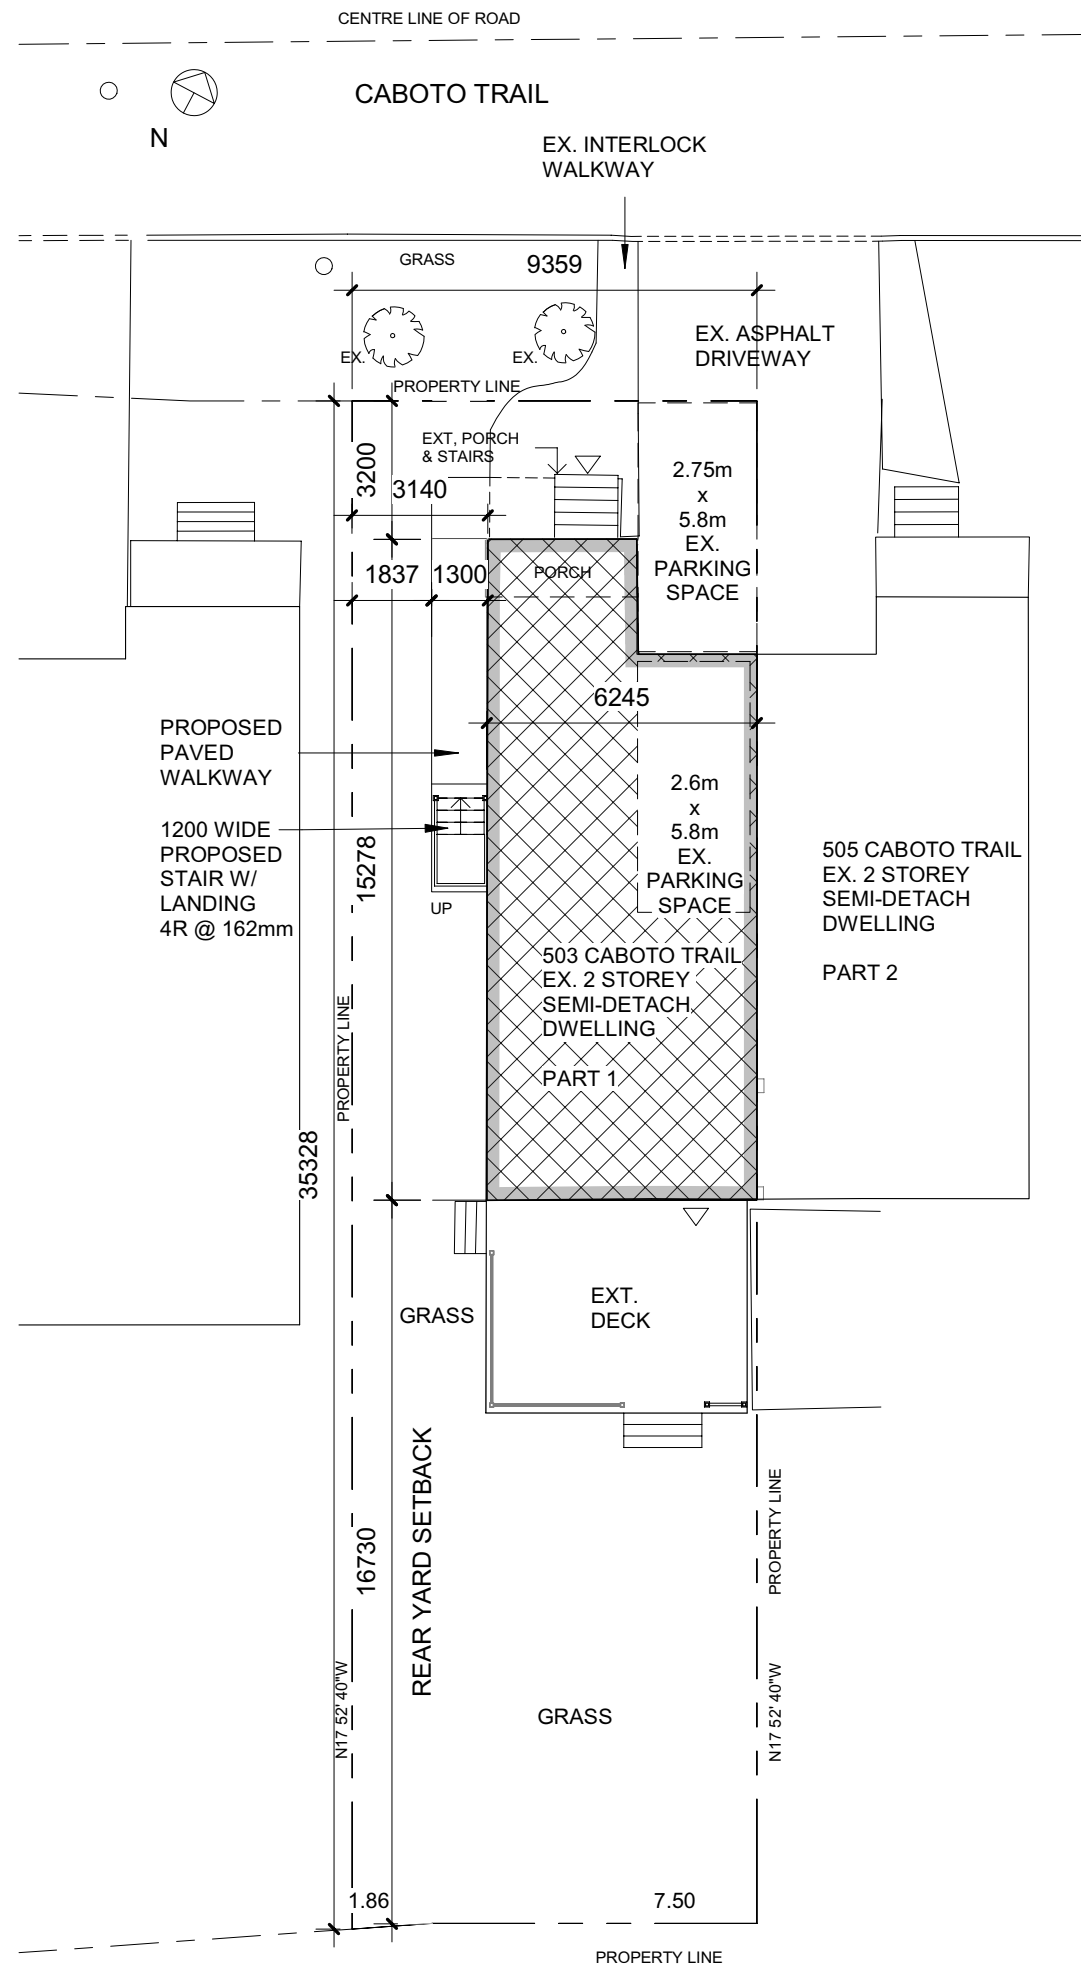 CENTRE LINE OF ROAD
CABOTO TRAIL
N
EX. INTERLOCK
WALKWAY
GRASS
9359
EX. ASPHALT
DRIVEWAY
EX.
EX.
PROPERTY LINE
EXT, PORCH
& STAIRS
3200
3140
2.75m
x
5.8m
EX.
PARKING
SPACE
1837
1300
PORCH
6245
PROPOSED
PAVED
WALKWAY
2.6m
x
5.8m
EX.
PARKING
SPACE
1200 WIDE
PROPOSED
STAIR W/
LANDING
4R @ 162mm
15278
UP
505 CABOTO TRAIL
EX. 2 STOREY
SEMI-DETACH
DWELLING
PART 2
503 CABOTO TRAIL
EX. 2 STOREY
SEMI-DETACH
DWELLING
PART 1
PROPERTY LINE
35328
GRASS
EXT.
DECK
REAR YARD SETBACK
16730
PROPERTY LINE
N17 52' 40"W
N17 52' 40"W
GRASS
1.86
7.50
PROPERTY LINE